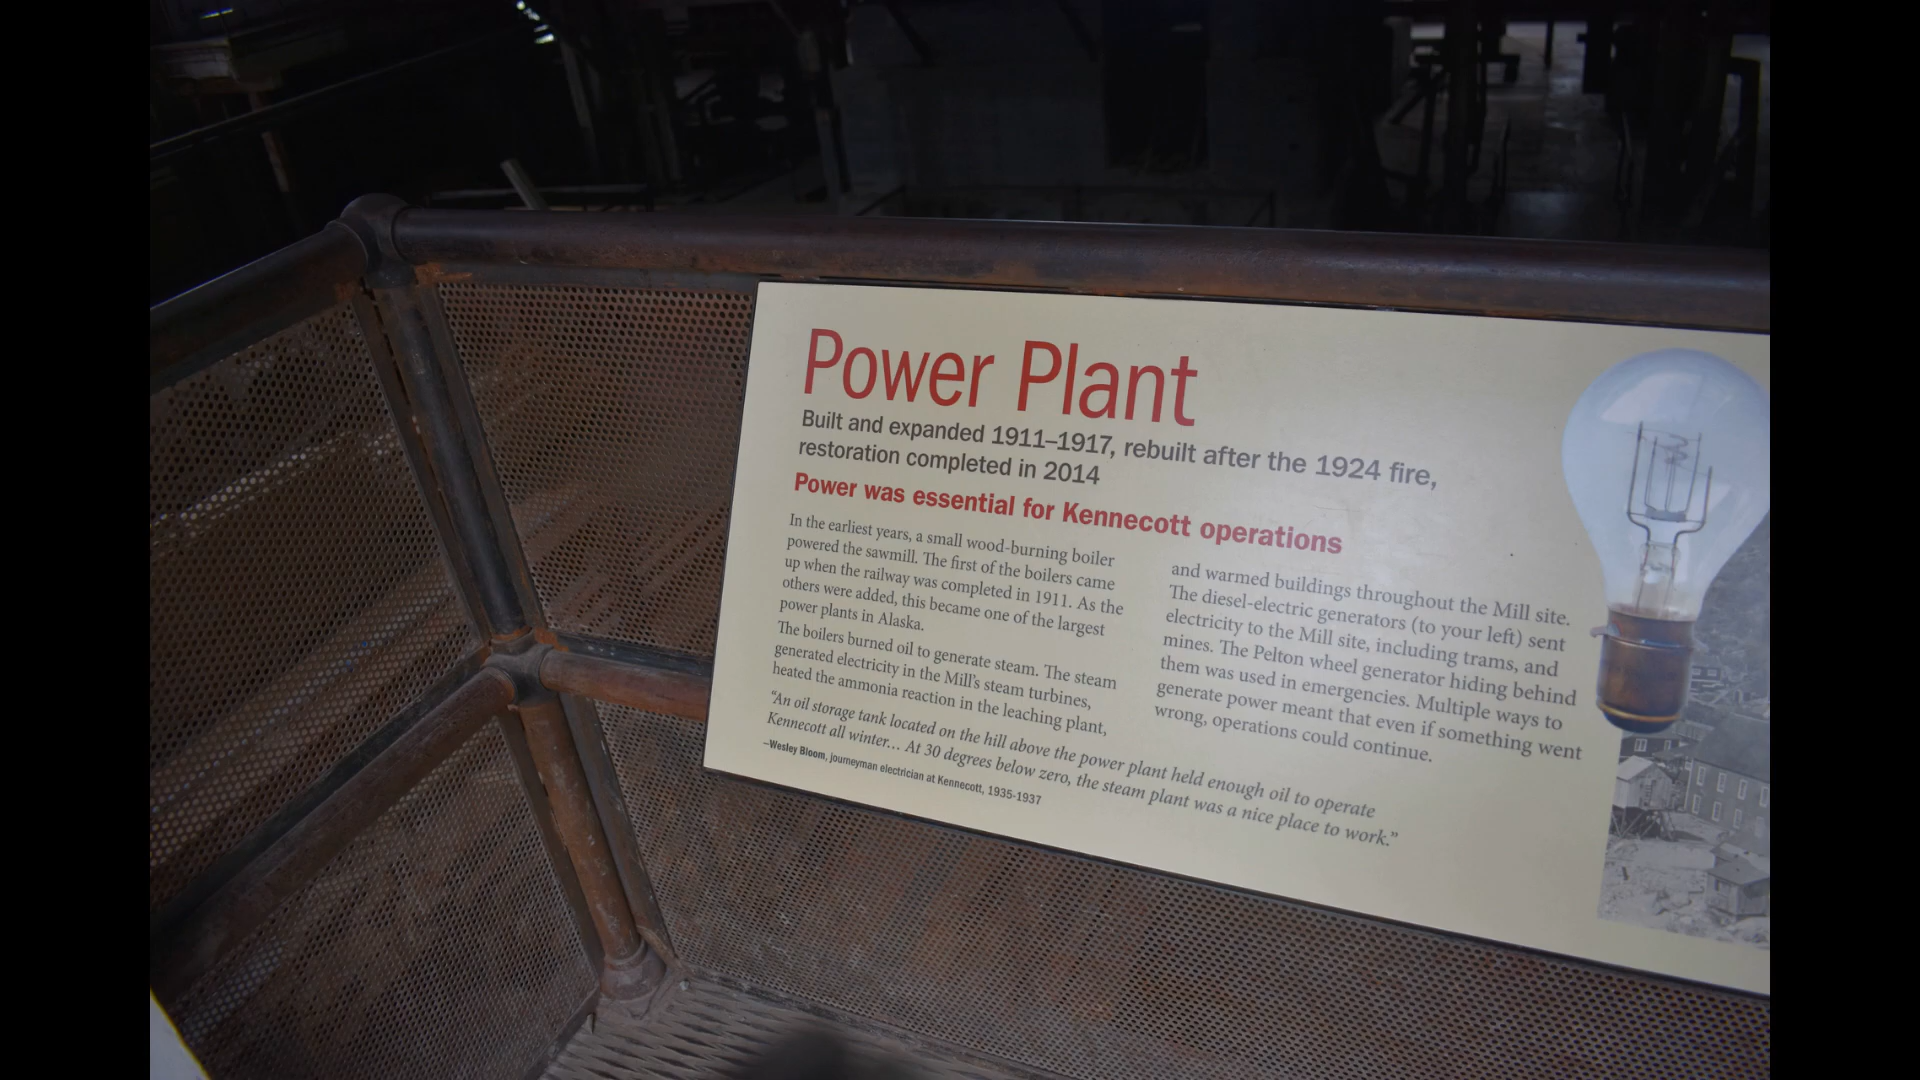 Power Plant
Built and expanded 1911–1917, rebuilt after the 1924 fire,
restoration completed in 2014
Power was essential for Kennecott operations
In the earliest years, a small wood-burning boiler
powered the sawmill. The first of the boilers came
up when the railway was completed in 1911. As the
others were added, this became one of the largest
power plants in Alaska.
The boilers burned oil to generate steam. The steam
generated electricity in the Mill’s steam turbines,
heated the ammonia reaction in the leaching plant,
and warmed buildings throughout the Mill site.
The diesel-electric generators (to your left) sent
electricity to the Mill site, including trams, and
mines. The Pelton wheel generator hiding behind
them was used in emergencies. Multiple ways to
generate power meant that even if something went
wrong, operations could continue.
“An oil storage tank located on the hill above the power plant held enough oil to operate
Kennecott all winter… At 30 degrees below zero, the steam plant was a nice place to work.”
–Wesley Bloom, journeyman electrician at Kennecott, 1935-1937